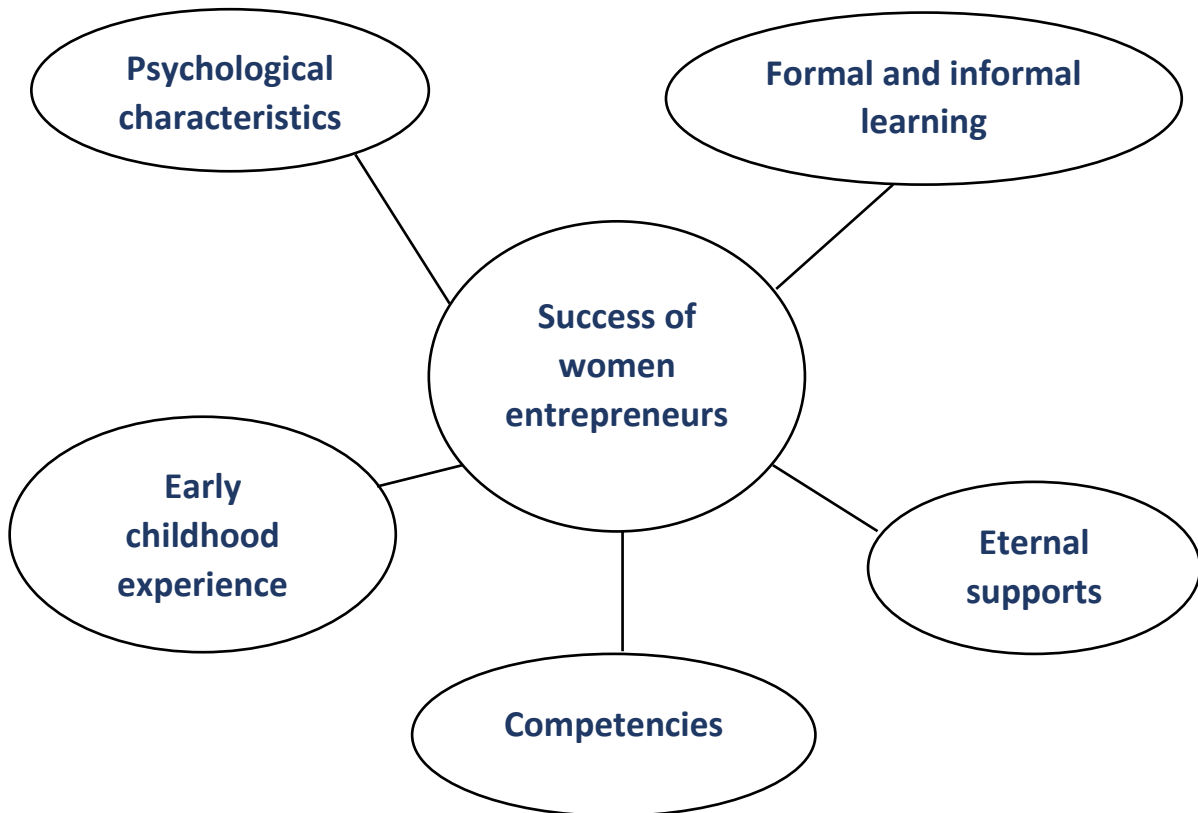 Psychological
characteristics
Formal and informal
learning
Success of
women
entrepreneurs
Early
childhood
experience
Eternal
supports
Competencies